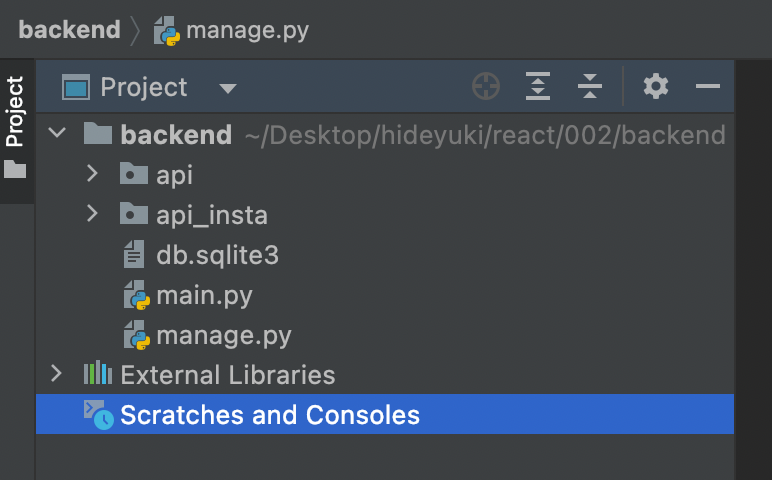 backend manage.py
Project
Project
backend ~/Desktop/hideyuki/react/002/backend
api
api_insta
db.sqlite3
main.py
manage.py
External Libraries
Scratches and Consoles